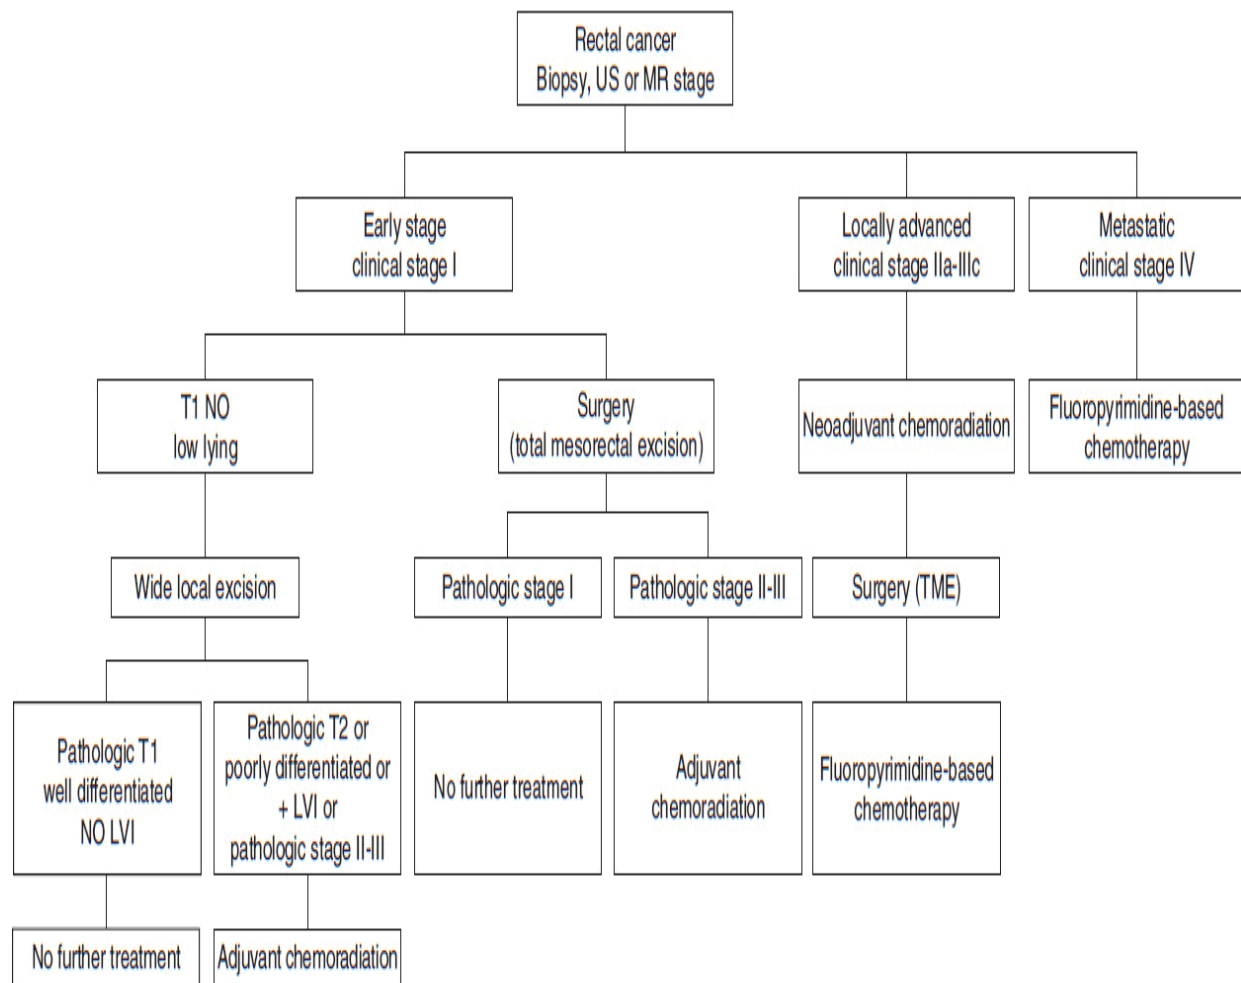 Rectal cancer
Biopsy, US or MR stage
Early stage
clinical stage I
Locally advanced
clinical stage IIa-IIIc
Metastatic
clinical stage IV
T1 NO
low lying
Surgery
(total mesorectal excision)
Neoadjuvant chemoradiation
Fluoropyrimidine-based
chemotherapy
Wide local excision
Pathologic stage I
Pathologic stage II-III
Surgery (TME)
Pathologic T1
well differentiated
NO LVI
Pathologic T2 or
poorly differentiated or
+ LVI or
pathologic stage II-III
No further treatment
Adjuvant
chemoradiation
Fluoropyrimidine-based
chemotherapy
No further treatment
Adjuvant chemoradiation